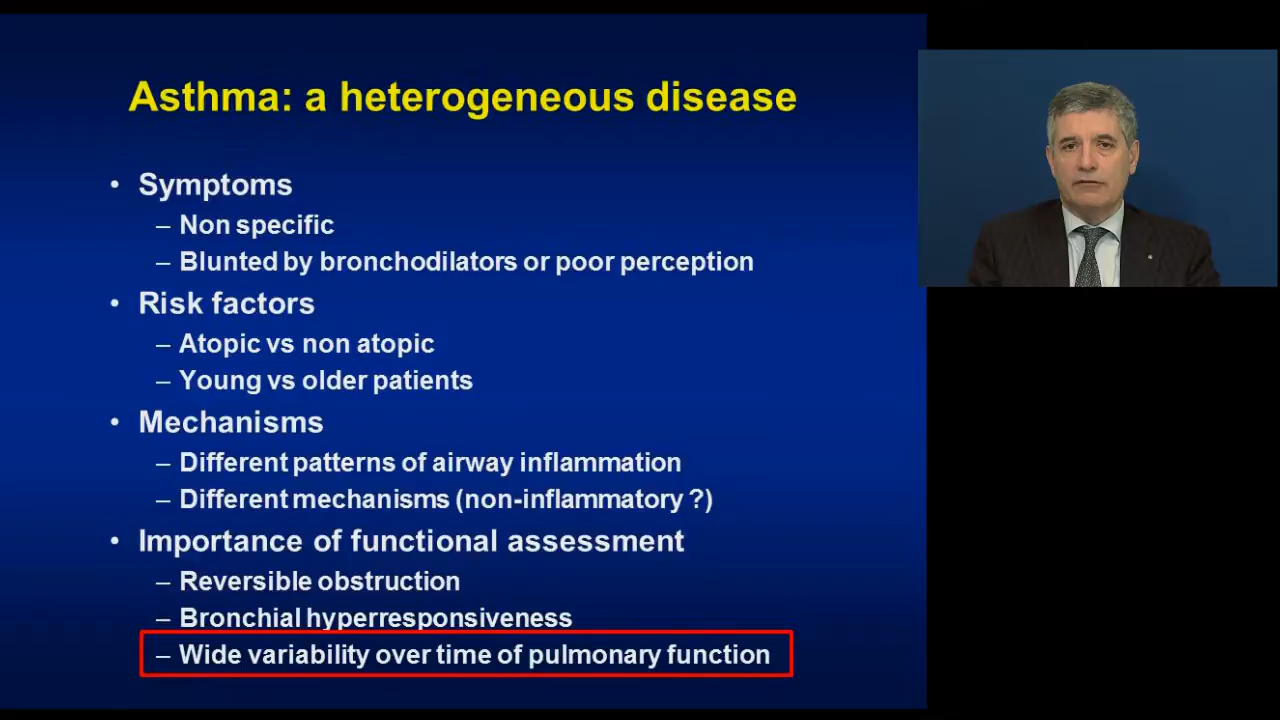 Asthma: a heterogeneous disease
• Symptoms
– Non specific
– Blunted by bronchodilators or poor perception
• Risk factors
– Atopic vs non atopic
– Young vs older patients
• Mechanisms
– Different patterns of airway inflammation
– Different mechanisms (non-inflammatory ?)
• Importance of functional assessment
– Reversible obstruction
– Bronchial hyperresponsiveness
– Wide variability over time of pulmonary function